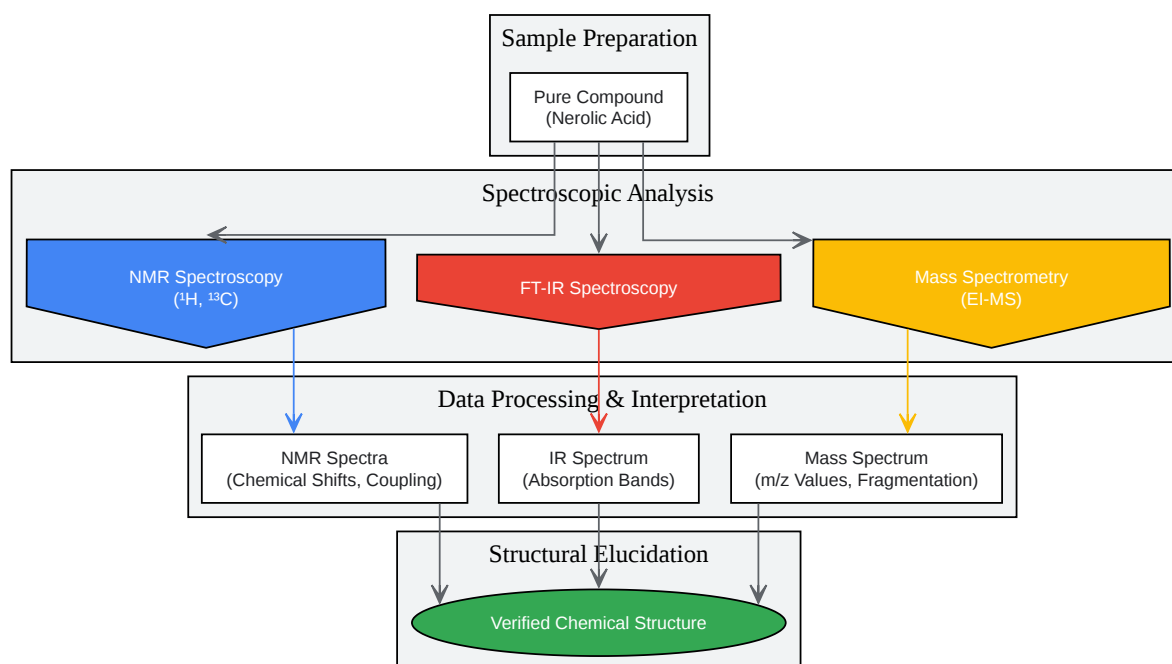 Sample Preparation
Pure Compound
(Nerolic Acid)
Spectroscopic Analysis
NMR Spectroscopy
(¹H, ¹³C)
FT-IR Spectroscopy
Mass Spectrometry
(EI-MS)
Data Processing & Interpretation
NMR Spectra
(Chemical Shifts, Coupling)
IR Spectrum
(Absorption Bands)
Mass Spectrum
(m/z Values, Fragmentation)
Structural Elucidation
Verified Chemical Structure